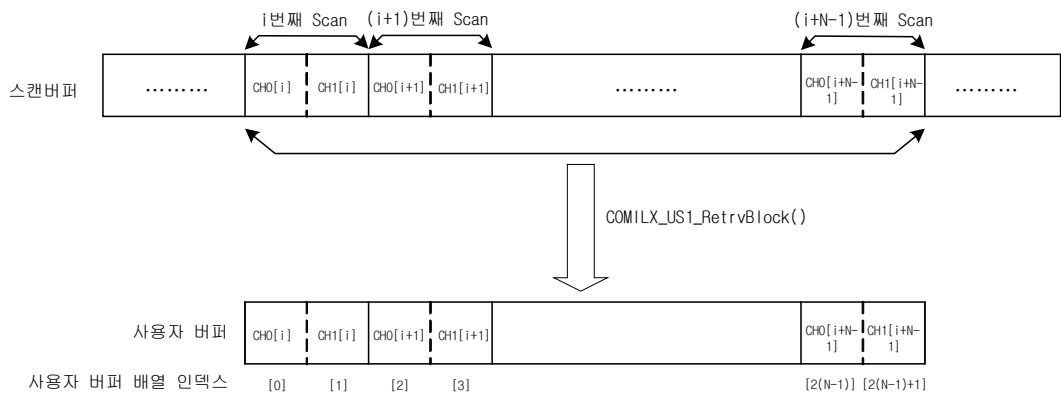 i번째 Scan
(i+1)번째 Scan
(i+N-1)번째 Scan
스캔버퍼
………
CH0[i]
CH1[i]
CH0[i+1]
CH1[i+1]
………
CH0[i+N-
1]
CH1[i+N-
1]
………
COMILX_US1_RetrvBlock()
사용자 버퍼
CH0[i]
CH1[i]
CH0[i+1]
CH1[i+1]
CH0[i+N-
1]
CH1[i+N-
1]
사용자 버퍼 배열 인덱스
[0]
[1]
[2]
[3]
[2(N-1)]
[2(N-1)+1]